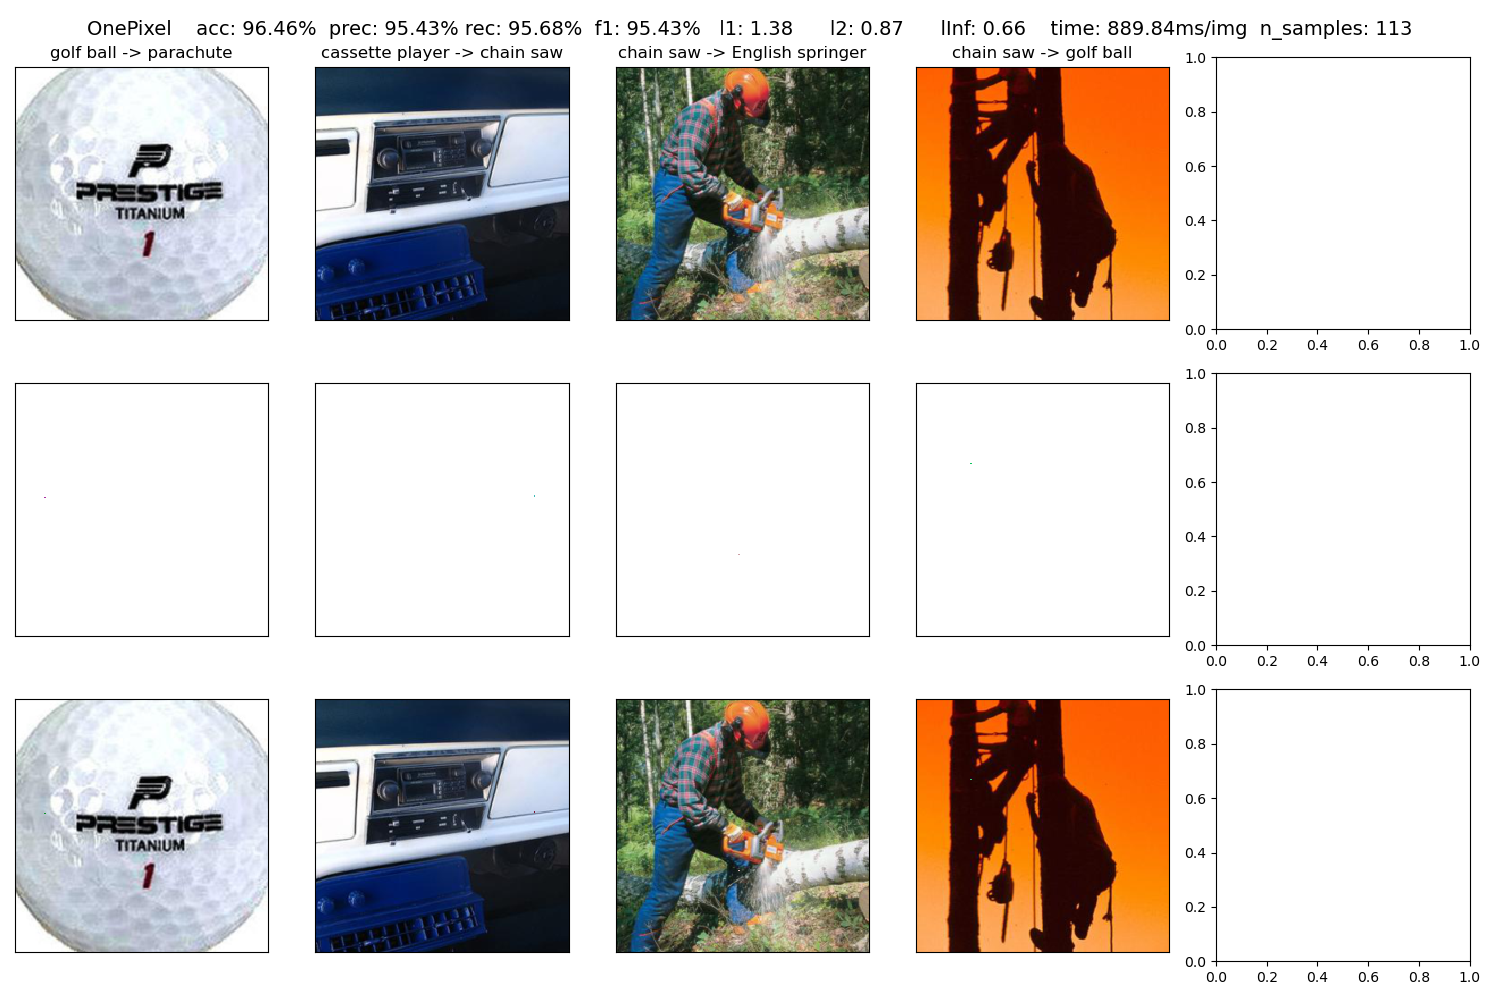 OnePixel    acc: 96.46%  prec: 95.43% rec: 95.68%  f1: 95.43%   l1: 1.38      l2: 0.87      lInf: 0.66    time: 889.84ms/img  n_samples: 113
golf ball -> parachute
cassette player -> chain saw
chain saw -> English springer
chain saw -> golf ball
PRESTIGE
TITANIUM
1
1.0
0.8
0.6
0.4
0.2
0.0
0.0 0.2 0.4 0.6 0.8 1.0
1.0
0.8
0.6
0.4
0.2
0.0
0.0 0.2 0.4 0.6 0.8 1.0
PRESTIGE
TITANIUM
1
1.0
0.8
0.6
0.4
0.2
0.0
0.0 0.2 0.4 0.6 0.8 1.0